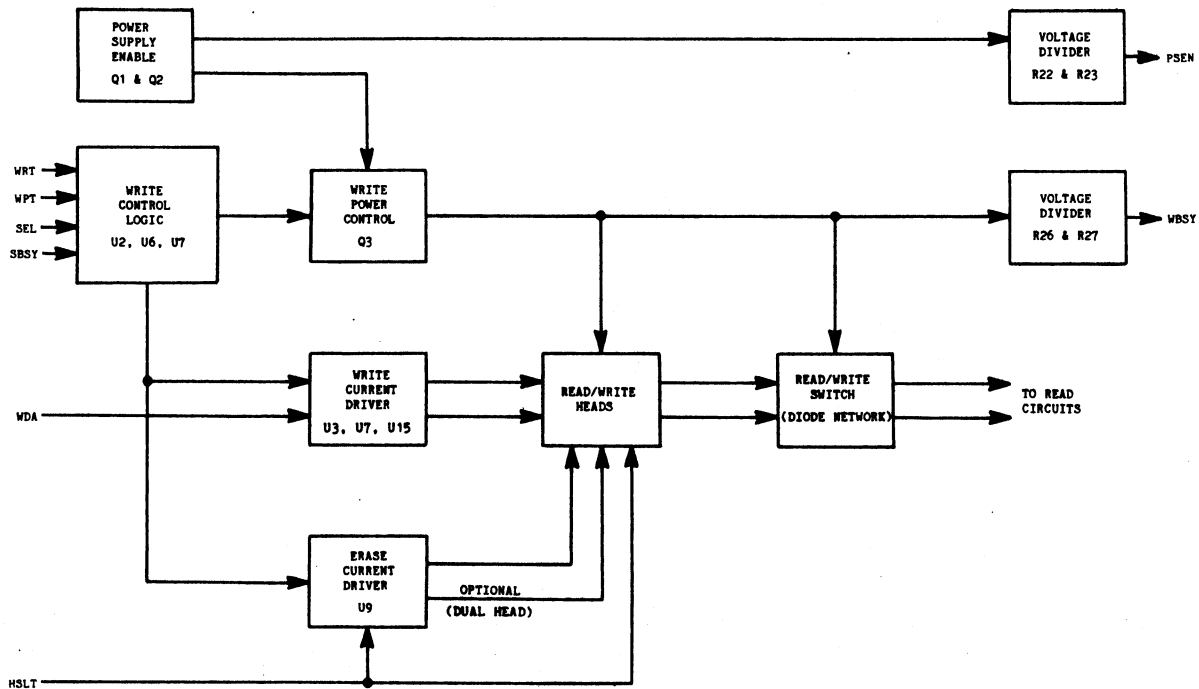 POWER
SUPPLY
ENABLE
Q1 & Q2
VOLTAGE
DIVIDER
R22 & R23
PSEN
WRT
WPT
SEL
SBSY
WRITE
CONTROL
LOGIC
U2, U6, U7
WRITE
POWER
CONTROL
Q3
VOLTAGE
DIVIDER
R26 & R27
WBSY
WDA
WRITE
CURRENT
DRIVER
U3, U7, U15
READ/WRITE
HEADS
READ/WRITE
SWITCH
(DIODE NETWORK)
TO READ
CIRCUITS
ERASE
CURRENT
DRIVER
U9
OPTIONAL
(DUAL HEAD)
HSLT